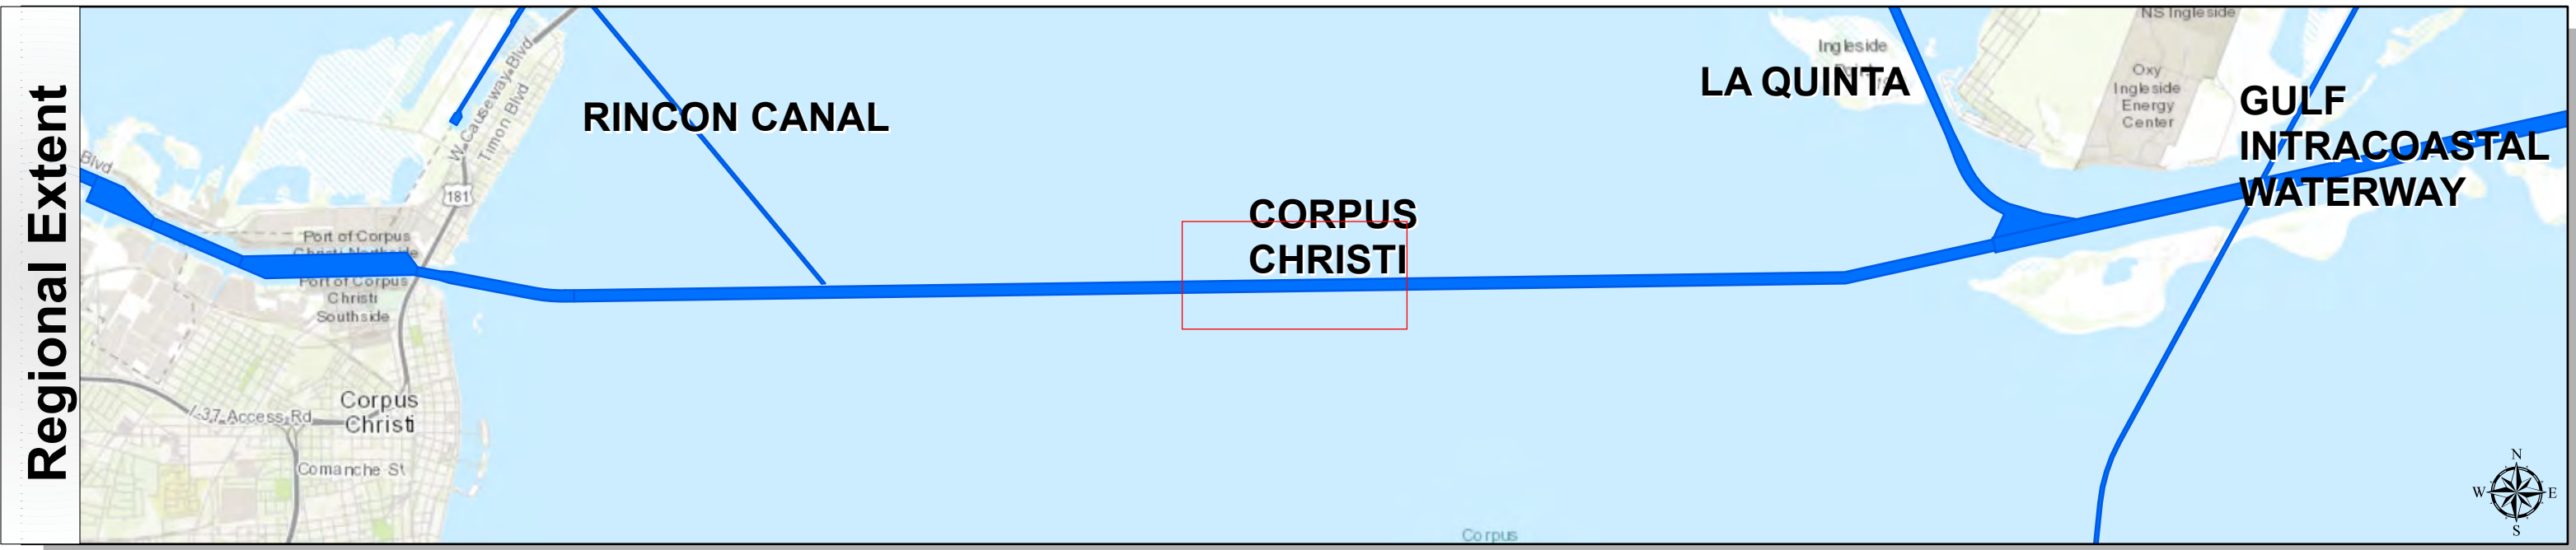 Regional Extent
NS Ingleside
Ingleside
LA QUINTA
Oxy
Ingleside
Energy
Center
GULF
INTRACOASTAL
WATERWAY
W Causeway Blvd
Timon Blvd
RINCON CANAL
Blvd
181
CORPUS
CHRISTI
Port of Corpus
Christi Northside
Port of Corpus
Christi
Southside
Corpus
Christi
I-37 Access Rd
Comanche St
Corpus
N
W
E
S